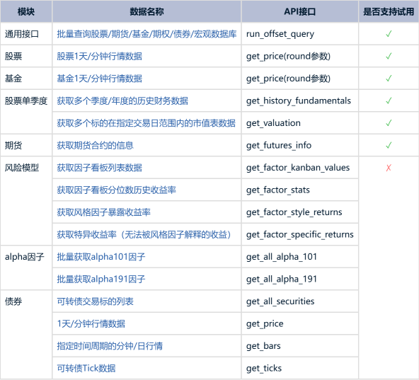 模块 数据名称 API接口 是否支持试用
通用接口 批量查询股票/期货/基金/期权/债券/宏观数据库 run_offset_query ✓
股票 股票1天/分钟行情数据 get_price(round参数) ✓
基金 基金1天/分钟行情数据 get_price(round参数) ✓
股票单季度 获取多个季度/年度的历史财务数据 get_history_fundamentals ✓
获取多个标的在指定交易日范围内的市值表数据 get_valuation ✓
期货 获取期货合约的信息 get_futures_info ✓
风险模型 获取因子看板列表数据 get_factor_kanban_values ✗
获取因子看板分位数历史收益率 get_factor_stats
获取风格因子暴露收益率 get_factor_style_returns
获取特异收益率（无法被风格因子解释的收益） get_factor_specific_returns
alpha因子 批量获取alpha101因子 get_all_alpha_101
批量获取alpha191因子 get_all_alpha_191
债券 可转债交易标的列表 get_all_securities
1天/分钟行情数据 get_price
指定时间周期的分钟/日行情 get_bars
可转债Tick数据 get_ticks